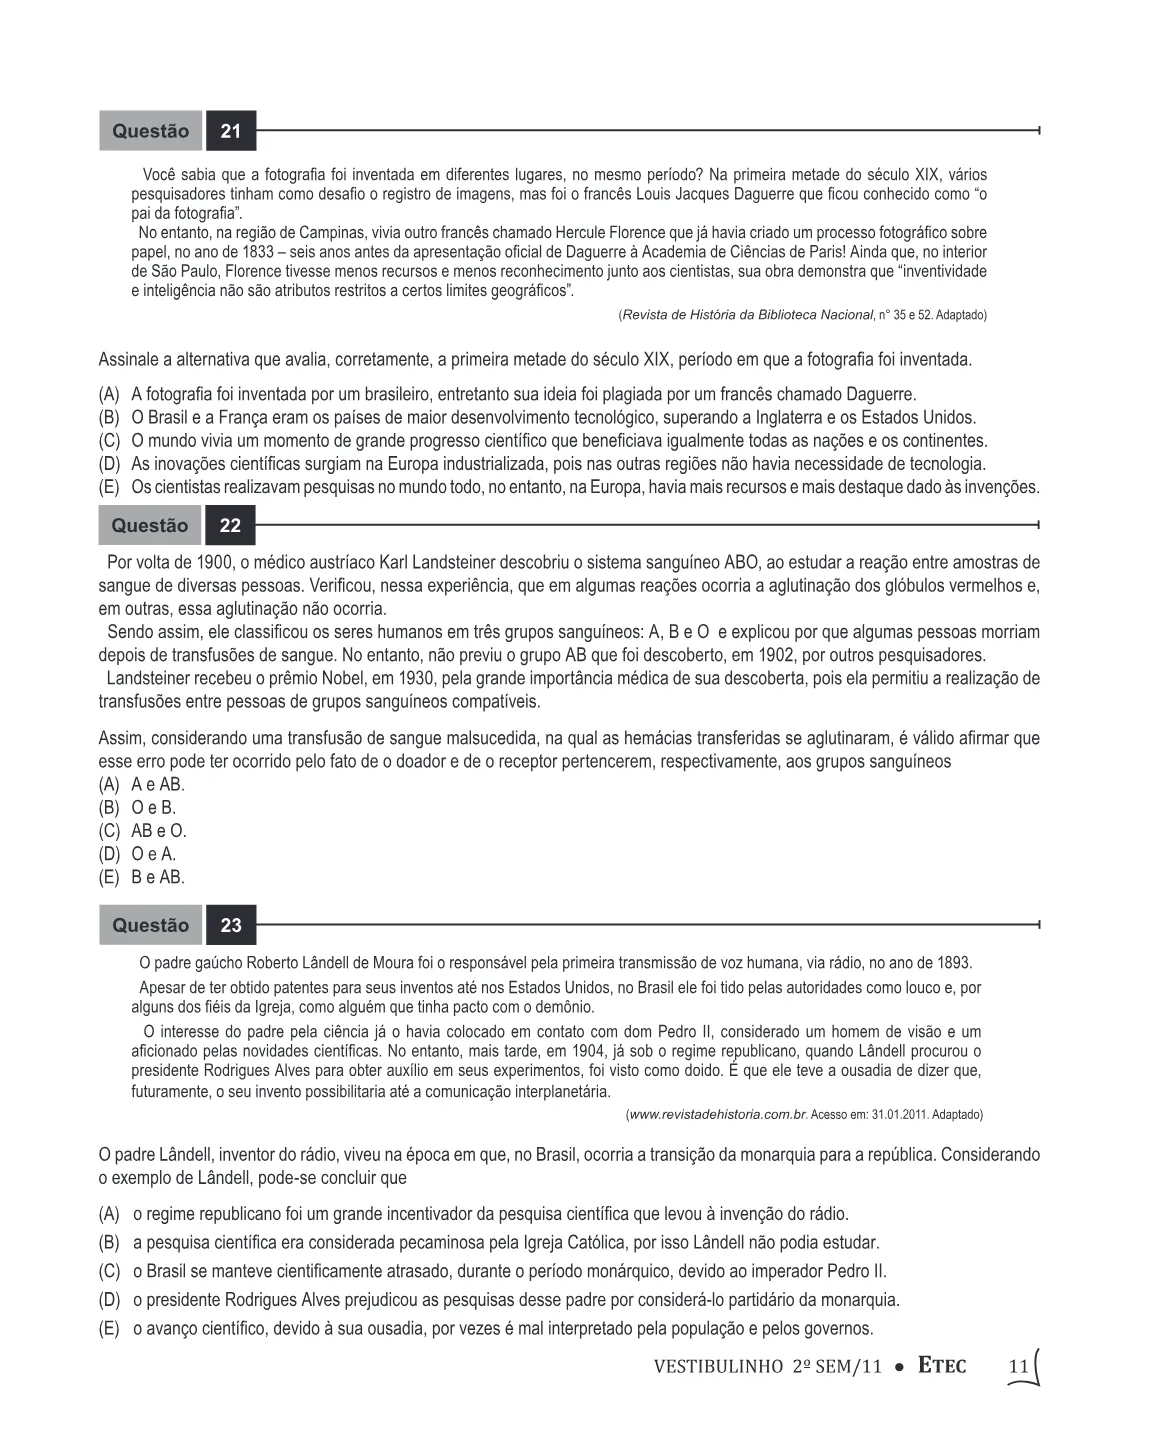 Questão 21
Você sabia que a fotografia foi inventada em diferentes lugares, no mesmo período? Na primeira metade do século XIX, vários
pesquisadores tinham como desafio o registro de imagens, mas foi o francês Louis Jacques Daguerre que ficou conhecido como “o
pai da fotografia”.
No entanto, na região de Campinas, vivia outro francês chamado Hercule Florence que já havia criado um processo fotográfico sobre
papel, no ano de 1833 – seis anos antes da apresentação oficial de Daguerre à Academia de Ciências de Paris! Ainda que, no interior
de São Paulo, Florence tivesse menos recursos e menos reconhecimento junto aos cientistas, sua obra demonstra que “inventividade
e inteligência não são atributos restritos a certos limites geográficos”.
(Revista de História da Biblioteca Nacional, n° 35 e 52. Adaptado)
Assinale a alternativa que avalia, corretamente, a primeira metade do século XIX, período em que a fotografia foi inventada.
(A) A fotografia foi inventada por um brasileiro, entretanto sua ideia foi plagiada por um francês chamado Daguerre.
(B) O Brasil e a França eram os países de maior desenvolvimento tecnológico, superando a Inglaterra e os Estados Unidos.
(C) O mundo vivia um momento de grande progresso científico que beneficiava igualmente todas as nações e os continentes.
(D) As inovações científicas surgiam na Europa industrializada, pois nas outras regiões não havia necessidade de tecnologia.
(E) Os cientistas realizavam pesquisas no mundo todo, no entanto, na Europa, havia mais recursos e mais destaque dado às invenções.
Questão 22
Por volta de 1900, o médico austríaco Karl Landsteiner descobriu o sistema sanguíneo ABO, ao estudar a reação entre amostras de
sangue de diversas pessoas. Verificou, nessa experiência, que em algumas reações ocorria a aglutinação dos glóbulos vermelhos e,
em outras, essa aglutinação não ocorria.
Sendo assim, ele classificou os seres humanos em três grupos sanguíneos: A, B e O e explicou por que algumas pessoas morriam
depois de transfusões de sangue. No entanto, não previu o grupo AB que foi descoberto, em 1902, por outros pesquisadores.
Landsteiner recebeu o prêmio Nobel, em 1930, pela grande importância médica de sua descoberta, pois ela permitiu a realização de
transfusões entre pessoas de grupos sanguíneos compatíveis.
Assim, considerando uma transfusão de sangue malsucedida, na qual as hemácias transferidas se aglutinaram, é válido afirmar que
esse erro pode ter ocorrido pelo fato de o doador e de o receptor pertencerem, respectivamente, aos grupos sanguíneos
(A) A e AB.
(B) O e B.
(C) AB e O.
(D) O e A.
(E) B e AB.
Questão 23
O padre gaúcho Roberto Lândell de Moura foi o responsável pela primeira transmissão de voz humana, via rádio, no ano de 1893.
Apesar de ter obtido patentes para seus inventos até nos Estados Unidos, no Brasil ele foi tido pelas autoridades como louco e, por
alguns dos fiéis da Igreja, como alguém que tinha pacto com o demônio.
O interesse do padre pela ciência já o havia colocado em contato com dom Pedro II, considerado um homem de visão e um
aficionado pelas novidades científicas. No entanto, mais tarde, em 1904, já sob o regime republicano, quando Lândell procurou o
presidente Rodrigues Alves para obter auxílio em seus experimentos, foi visto como doido. É que ele teve a ousadia de dizer que,
futuramente, o seu invento possibilitaria até a comunicação interplanetária.
(www.revistadehistoria.com.br. Acesso em: 31.01.2011. Adaptado)
O padre Lândell, inventor do rádio, viveu na época em que, no Brasil, ocorria a transição da monarquia para a república. Considerando
o exemplo de Lândell, pode-se concluir que
(A) o regime republicano foi um grande incentivador da pesquisa científica que levou à invenção do rádio.
(B) a pesquisa científica era considerada pecaminosa pela Igreja Católica, por isso Lândell não podia estudar.
(C) o Brasil se manteve cientificamente atrasado, durante o período monárquico, devido ao imperador Pedro II.
(D) o presidente Rodrigues Alves prejudicou as pesquisas desse padre por considerá-lo partidário da monarquia.
(E) o avanço científico, devido à sua ousadia, por vezes é mal interpretado pela população e pelos governos.
VESTIBULINHO 2º SEM/11 • ETEC 11